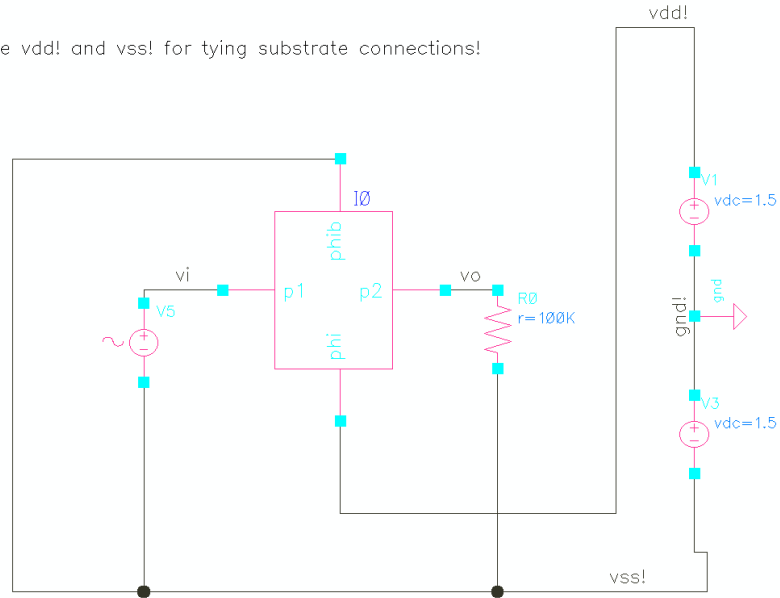 vdd!
e vdd! and vss! for tying substrate connections!
V1
vdc=1.5
I0
phib
vi
p1
p2
vo
gnd
R0
r=100K
V5
gnd!
phi
V3
vdc=1.5
vss!